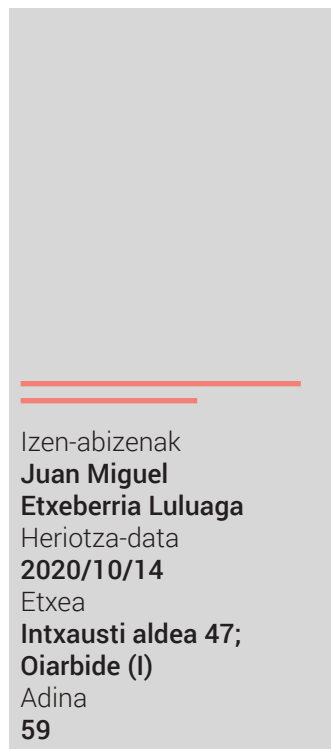 Izen-abizenak
Juan Miguel
Etxeberria Luluaga
Heriotza-data
2020/10/14
Etxea
Intxausti aldea 47;
Oiarbide (I)
Adina
59